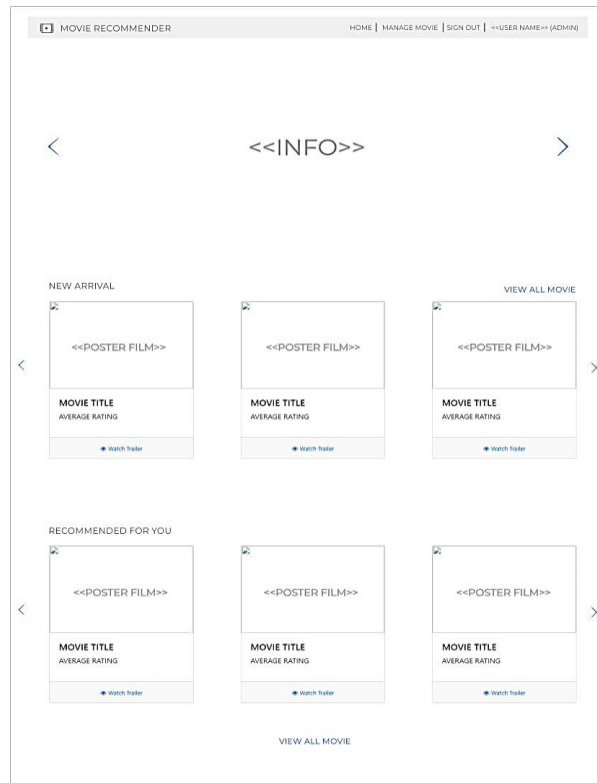 MOVIE RECOMMENDER HOME | MANAGE MOVIE | SIGN OUT | <<USER NAME>> (ADMIN)
<<INFO>>
NEW ARRIVAL VIEW ALL MOVIE
<<POSTER FILM>> <<POSTER FILM>> <<POSTER FILM>>
MOVIE TITLE MOVIE TITLE MOVIE TITLE
AVERAGE RATING AVERAGE RATING AVERAGE RATING
Watch Trailer Watch Trailer Watch Trailer
RECOMMENDED FOR YOU
<<POSTER FILM>> <<POSTER FILM>> <<POSTER FILM>>
MOVIE TITLE MOVIE TITLE MOVIE TITLE
AVERAGE RATING AVERAGE RATING AVERAGE RATING
Watch Trailer Watch Trailer Watch Trailer
VIEW ALL MOVIE